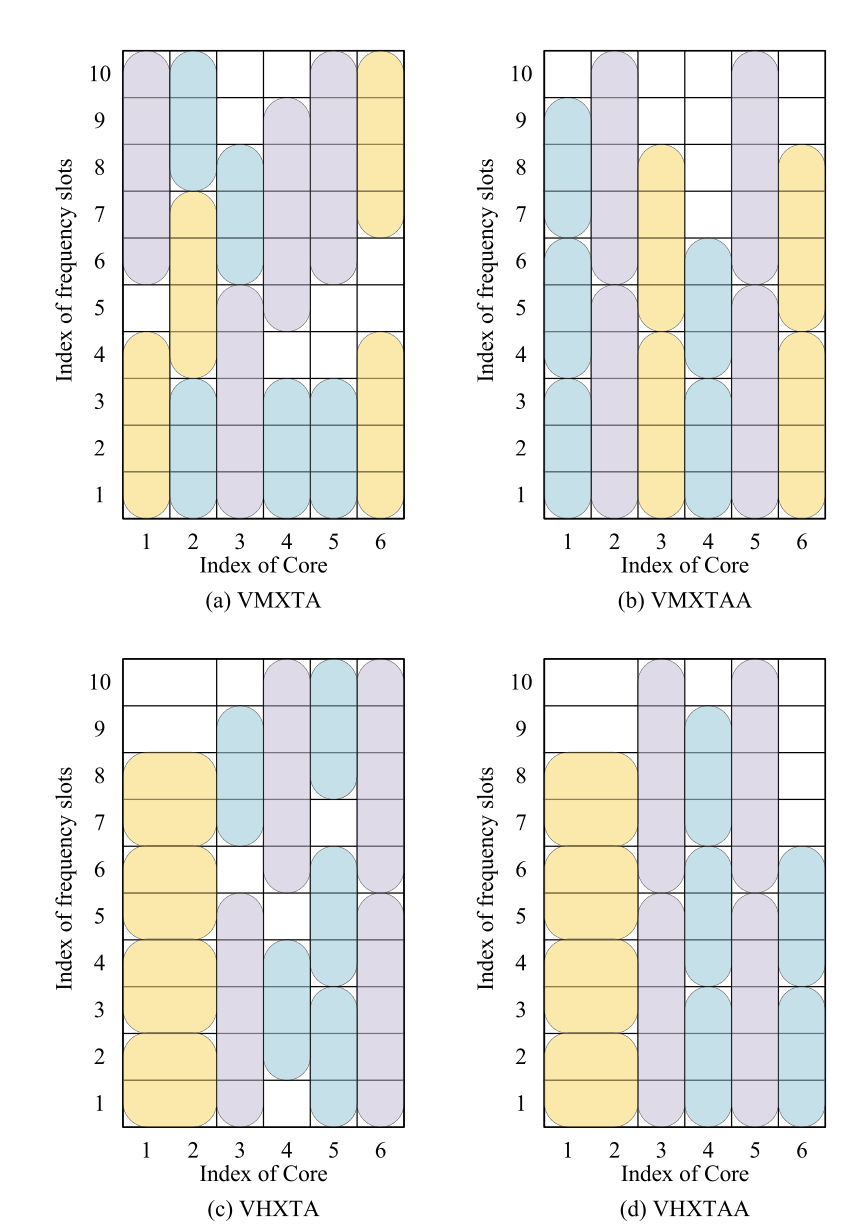 10
9
8
7
6
5
4
3
2
1
Index of frequency slots
1 2 3 4 5 6
Index of Core
(a) VMXTA
10
9
8
7
6
5
4
3
2
1
Index of frequency slots
1 2 3 4 5 6
Index of Core
(b) VMXTAA
10
9
8
7
6
5
4
3
2
1
Index of frequency slots
1 2 3 4 5 6
Index of Core
(c) VHXTA
10
9
8
7
6
5
4
3
2
1
Index of frequency slots
1 2 3 4 5 6
Index of Core
(d) VHXTAA